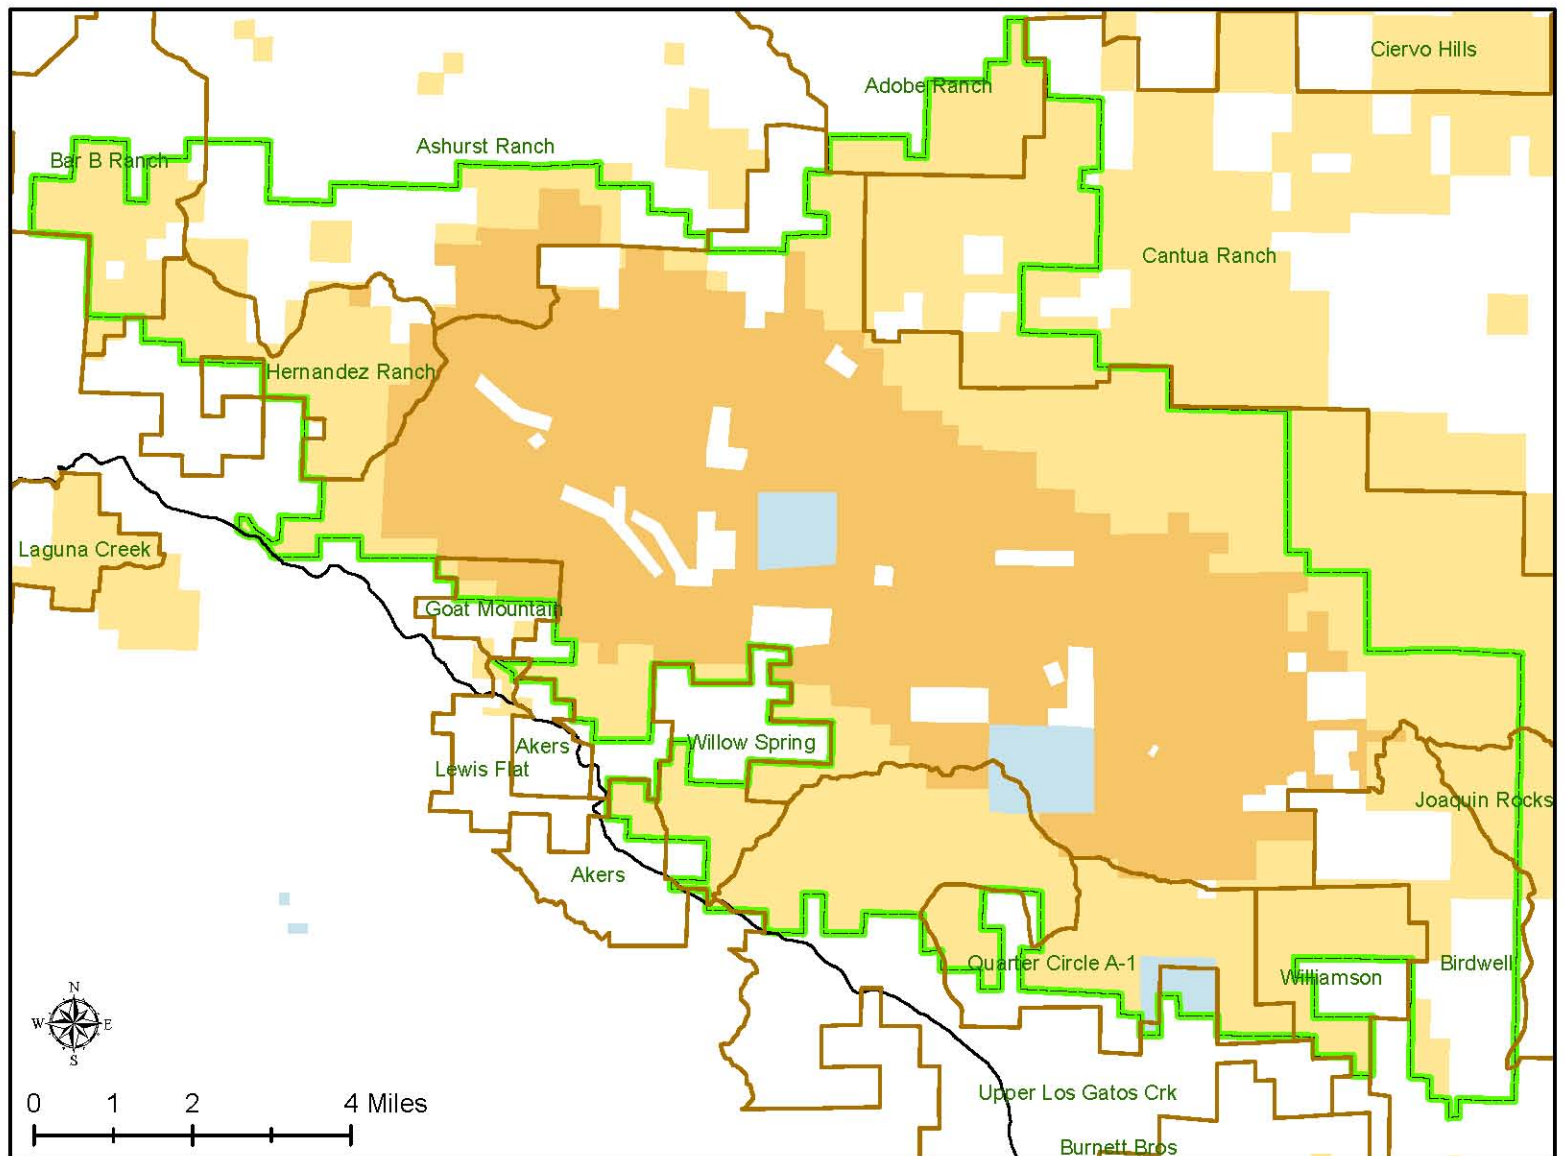 Ciervo Hills
Adobe Ranch
Ashurst Ranch
Bar B Ranch
Cantua Ranch
Hernandez Ranch
Laguna Creek
Goat Mountain
Willow Spring
Akers
Lewis Flat
Joaquin Rocks
Akers
Quarter Circle A-1
Birdwell
Williamson
N
W E
S
Upper Los Gatos Crk
0 1 2 4 Miles
Burnett Bros